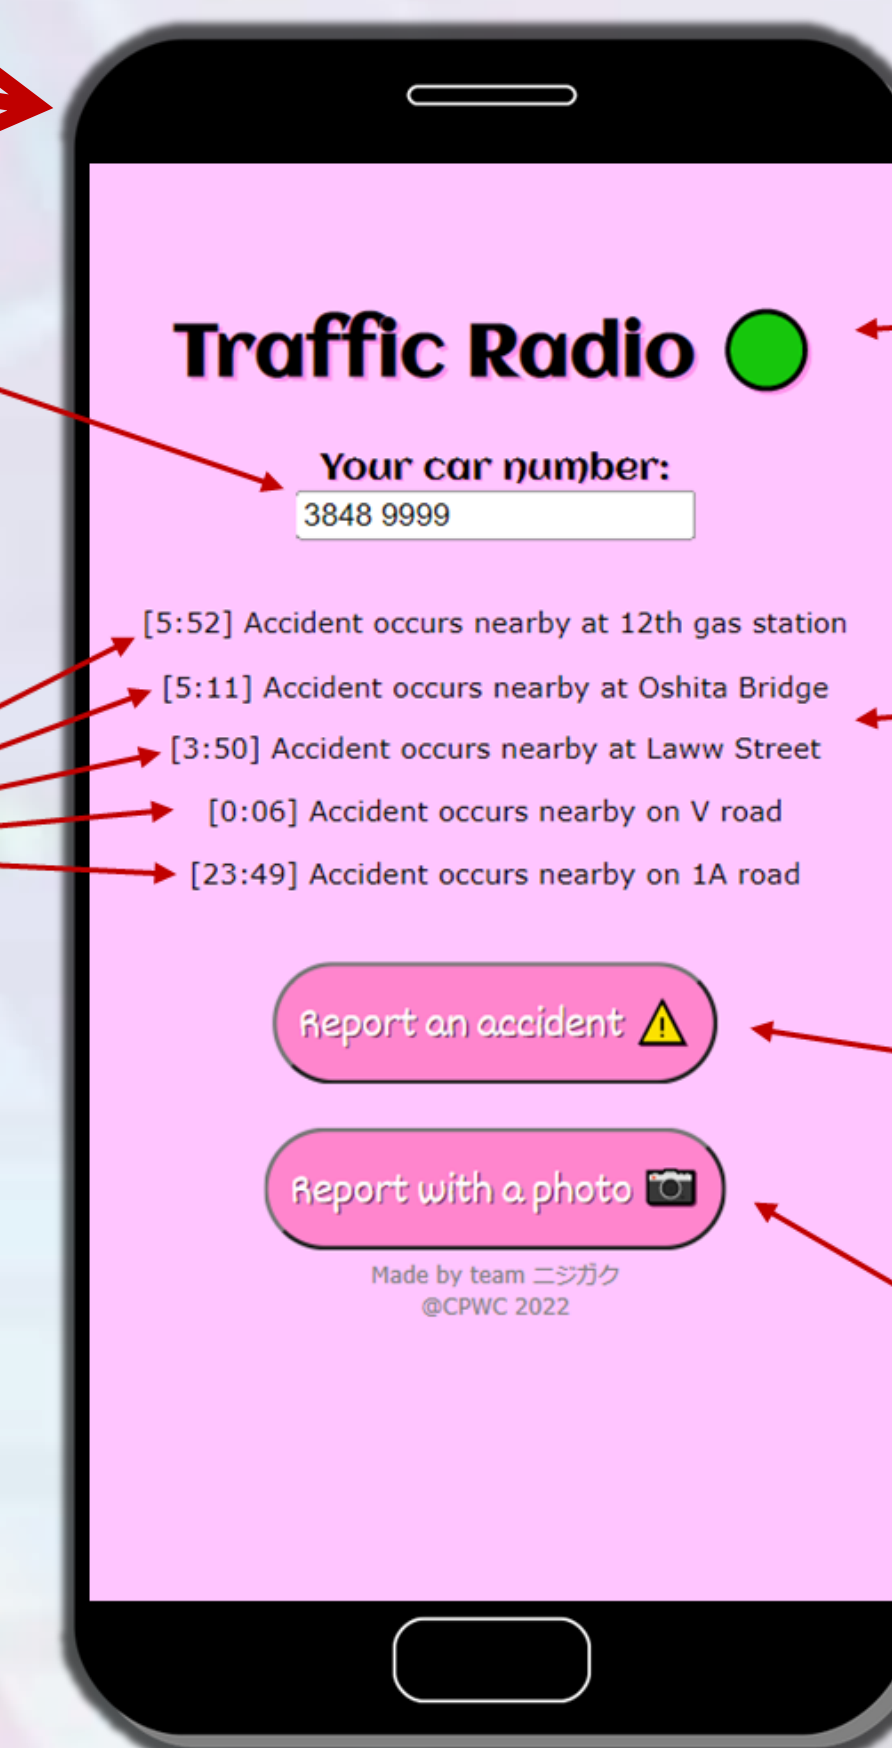 Traffic Radio
Your car number:
3848 9999
[5:52] Accident occurs nearby at 12th gas station
[5:11] Accident occurs nearby at Oshita Bridge
[3:50] Accident occurs nearby at Laww Street
[0:06] Accident occurs nearby on V road
[23:49] Accident occurs nearby on 1A road
Report an accident ⚠️
Report with a photo 📷
Made by team ニジガク
@CPWC 2022